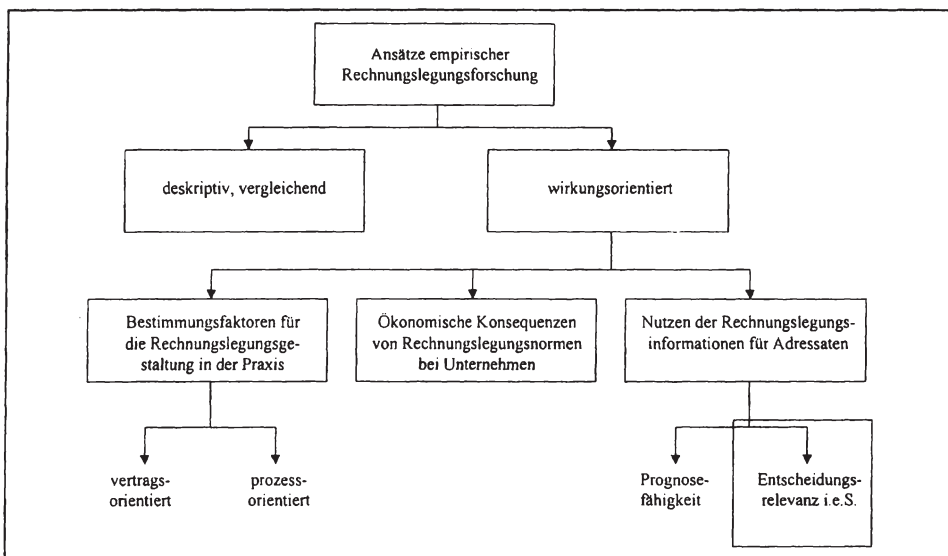 Ansätze empirischer
Rechnungslegungsforschung
deskriptiv, vergleichend
wirkungsorientiert
Bestimmungsfaktoren für
die Rechnungslegungsge-
staltung in der Praxis
Ökonomische Konsequenzen
von Rechnungslegungsnormen
bei Unternehmen
Nutzen der Rechnungslegungs-
informationen für Adressaten
vertrags-
orientiert
prozess-
orientiert
Prognose-
fähigkeit
Entscheidungs-
relevanz i.e.S.